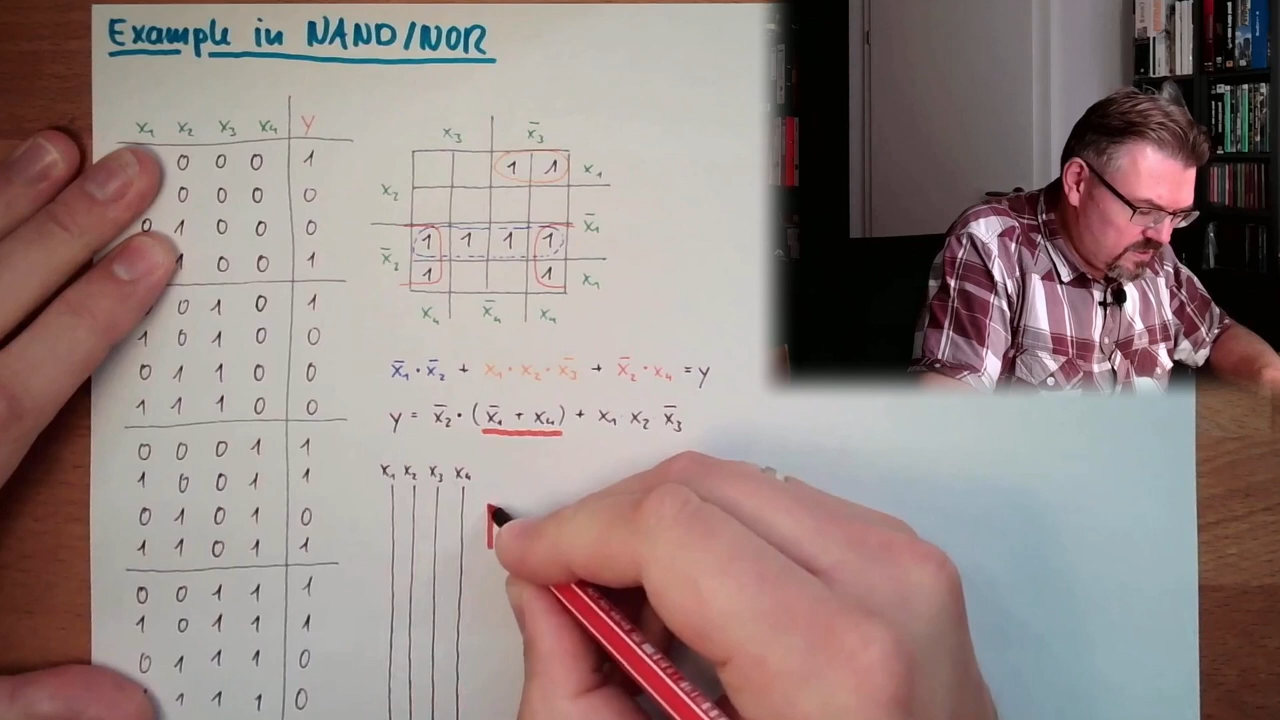 Example in NAND/NOR
x₁ x₂ x₃ x₄ y
0 0 0 1
0 0 0 0
0 1 0 0 0
1 0 0 1
0 1 0 1
1 0 1 0 0
0 1 1 0 0
1 1 1 0 0
0 0 0 1 1
1 0 0 1 1
0 1 0 1 0
1 1 0 1 1
0 0 1 1 1
1 0 1 1 1
0 1 1 1 0
1 1 1 0
x₃ x̄₃
1 1 x₁
x₂
x̄₁
1 1 1 1
x̄₂
1 1 x₁
x₄ x̄₄ x₄
x̄₁ · x̄₂ + x₁ · x₂ · x̄₃ + x̄₂ · x₄ = y
y = x̄₂ · (x̄₁ + x₄) + x₁ x₂ x̄₃
x₁ x₂ x₃ x₄